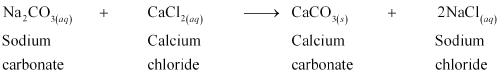 Na₂CO₃(aq) + CaCl₂(aq) ⟶ CaCO₃(s) + 2NaCl(aq)
Sodium Calcium Calcium Sodium
carbonate chloride carbonate chloride